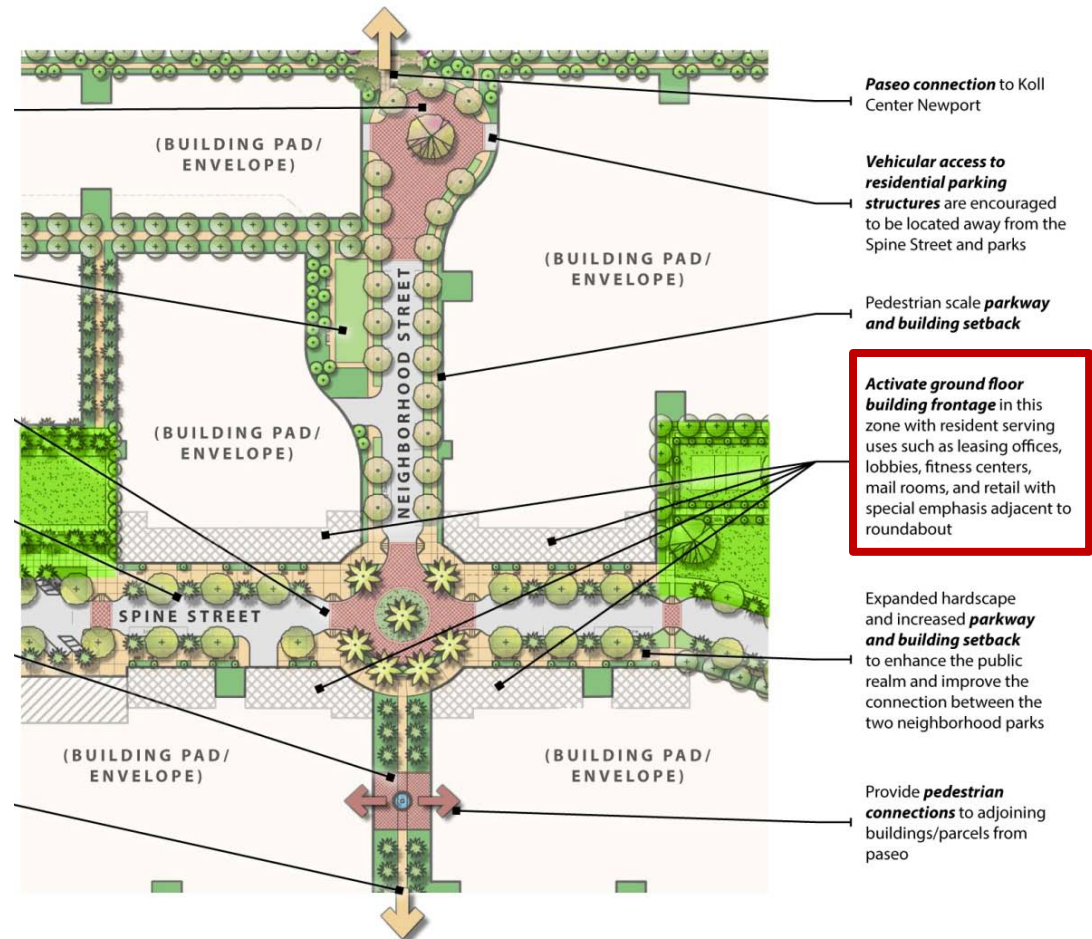 (BUILDING PAD/
ENVELOPE)
(BUILDING PAD/
ENVELOPE)
(BUILDING PAD/
ENVELOPE)
NEIGHBORHOOD STREET
SPINE STREET
(BUILDING PAD/
ENVELOPE)
(BUILDING PAD/
ENVELOPE)
Paseo connection to Koll
Center Newport
Vehicular access to
residential parking
structures are encouraged
to be located away from the
Spine Street and parks
Pedestrian scale parkway
and building setback
Activate ground floor
building frontage in this
zone with resident serving
uses such as leasing offices,
lobbies, fitness centers,
mail rooms, and retail with
special emphasis adjacent to
roundabout
Expanded hardscape
and increased parkway
and building setback
to enhance the public
realm and improve the
connection between the
two neighborhood parks
Provide pedestrian
connections to adjoining
buildings/parcels from
paseo